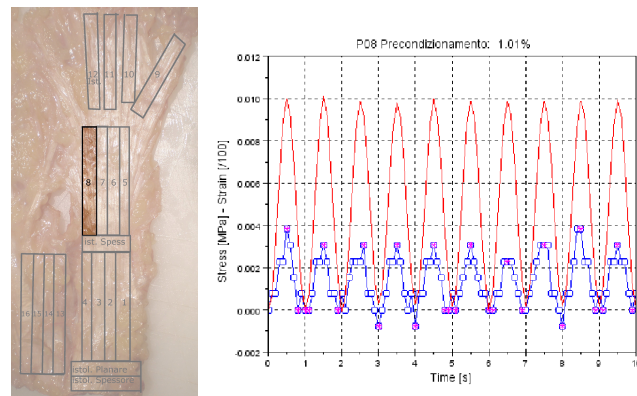 12 11 10 9
ist.
8 7 6 5
ist. Spess
16 15 14 13
4 3 2 1
istol. Planare
istol. Spessore
P08 Precondizionamento: 1.01%
Stress [MPa] - Strain [/100]
0.012
0.010
0.008
0.006
0.004
0.002
0.000
-0.002
0 1 2 3 4 5 6 7 8 9 10
Time [s]